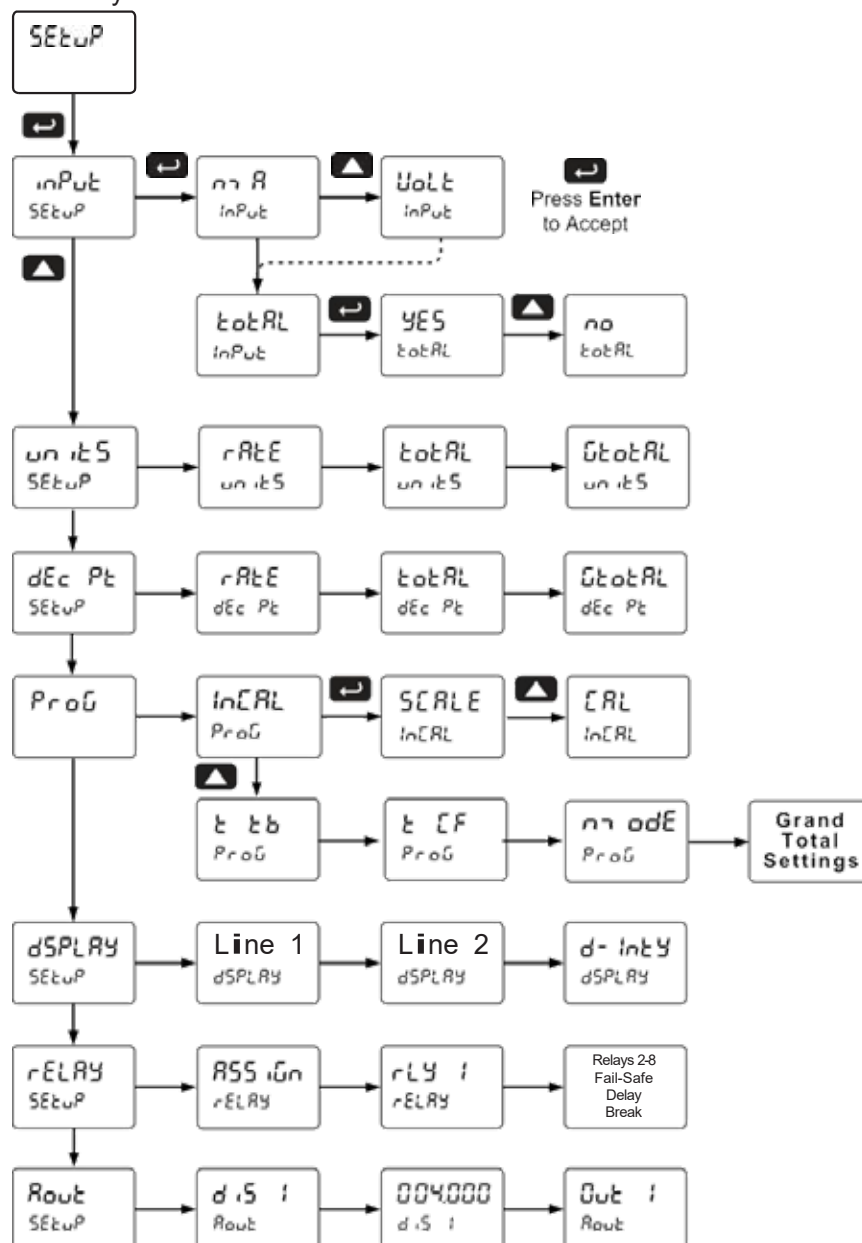 SEtuP
inPut
SEtuP
mA
InPut
VoLt
InPut
Press Enter
to Accept
totAL
InPut
YES
totAL
no
totAL
unitS
SEtuP
rAtE
unitS
totAL
unitS
GtotAL
unitS
dEc Pt
SEtuP
rAtE
dEc Pt
totAL
dEc Pt
GtotAL
dEc Pt
ProG
InCAL
ProG
SCALE
InCAL
CAL
InCAL
t tb
ProG
t CF
ProG
modE
ProG
Grand
Total
Settings
dSPLAY
SEtuP
Line 1
dSPLAY
Line 2
dSPLAY
d-IntY
dSPLAY
rELAY
SEtuP
ASSiGn
rELAY
rLY 1
rELAY
Relays 2-8
Fail-Safe
Delay
Break
Aout
SEtuP
diS 1
Aout
004.000
diS 1
Out 1
Aout